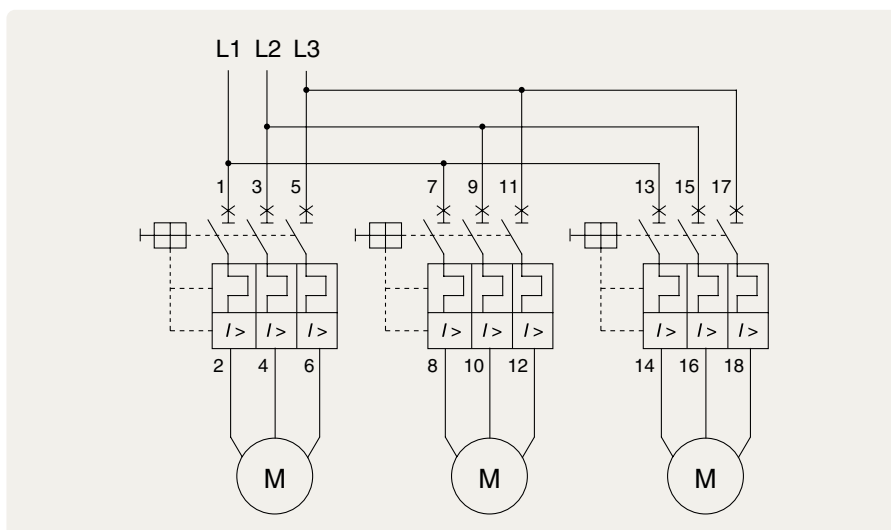 L1 L2 L3
1 3 5 7 9 11 13 15 17
I > I > I > I > I > I > I > I > I >
2 4 6 8 10 12 14 16 18
M M M